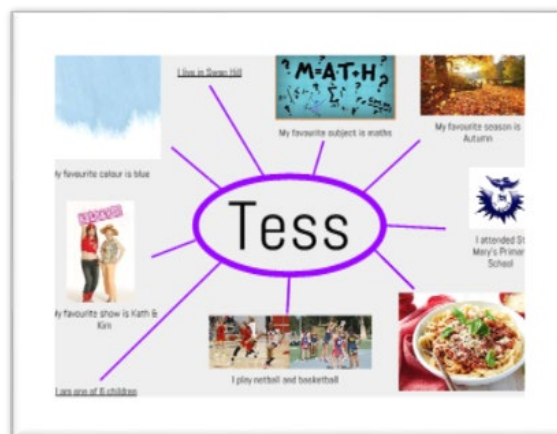 I live in Swan Hill
M=A-T+H
My favourite subject is maths
My favourite season is
Autumn
My favourite colour is blue
Tess
I attended St
Mary's Primary
School
My favourite show is Kath &
Kim
I play netball and basketball
I am one of 6 children